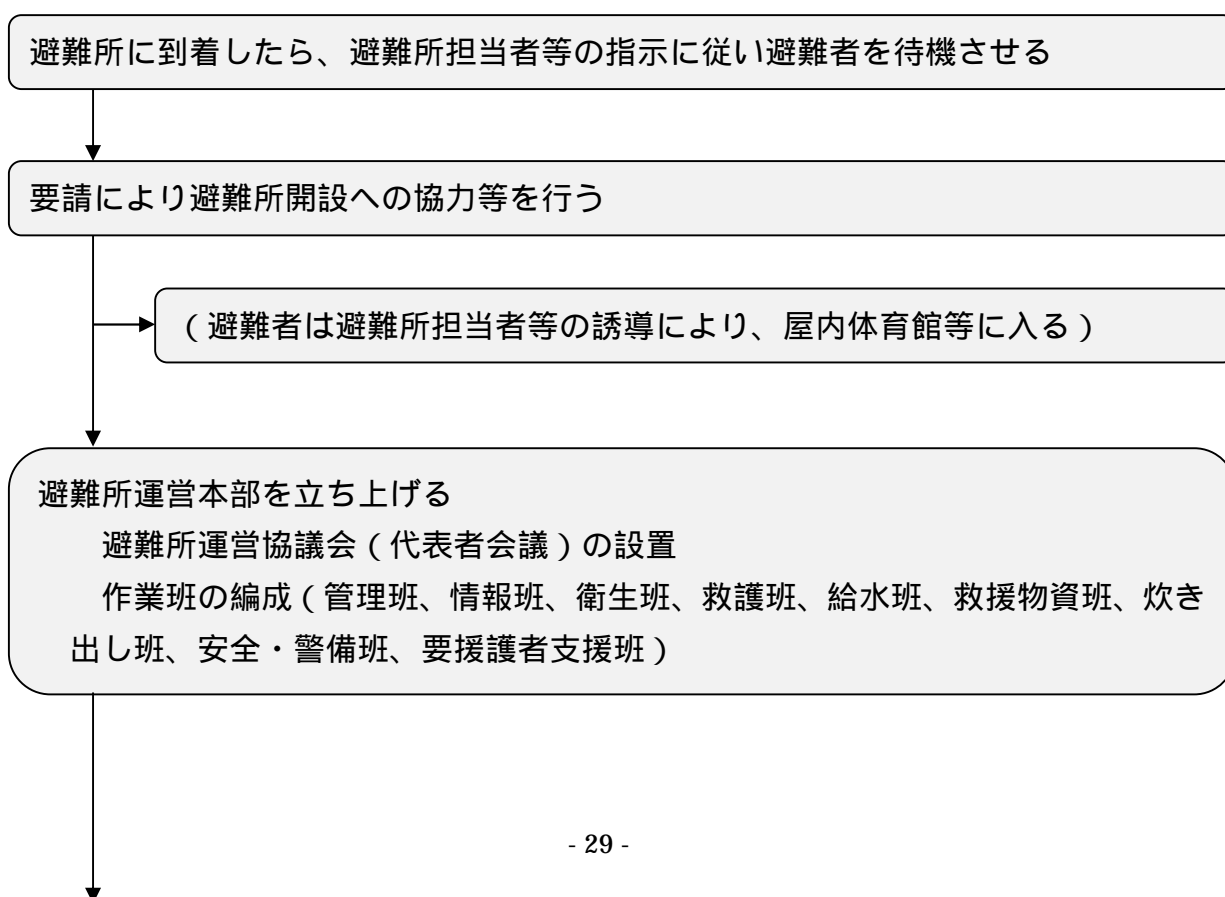 避難所に到着したら、避難所担当者等の指示に従い避難者を待機させる
要請により避難所開設への協力等を行う
（避難者は避難所担当者等の誘導により、屋内体育館等に入る）
避難所運営本部を立ち上げる
避難所運営協議会（代表者会議）の設置
作業班の編成（管理班、情報班、衛生班、救護班、給水班、救援物資班、炊き
出し班、安全・警備班、要援護者支援班）
- 29 -